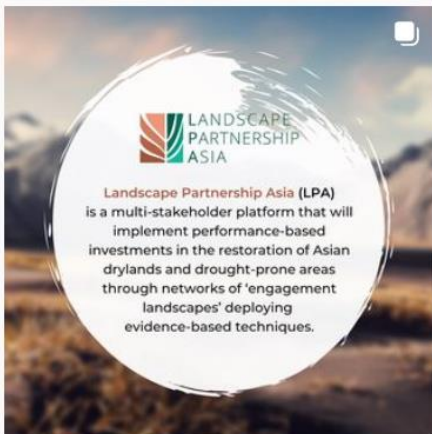 LANDSCAPE
PARTNERSHIP
ASIA
Landscape Partnership Asia (LPA)
is a multi-stakeholder platform that will
implement performance-based
investments in the restoration of Asian
drylands and drought-prone areas
through networks of ‘engagement
landscapes’ deploying
evidence-based techniques.